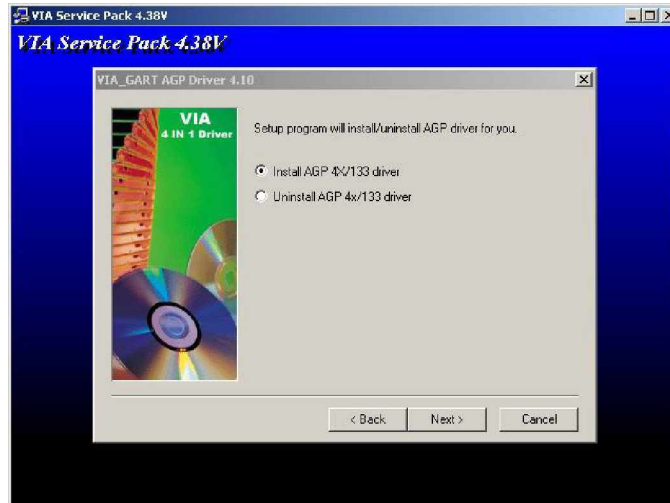 VIA Service Pack 4.38V
VIA Service Pack 4.38V
VIA_GART AGP Driver 4.10
VIA
4 IN 1 Driver
Setup program will install/uninstall AGP driver for you.
Install AGP 4X/133 driver
Uninstall AGP 4x/133 driver
< Back
Next >
Cancel